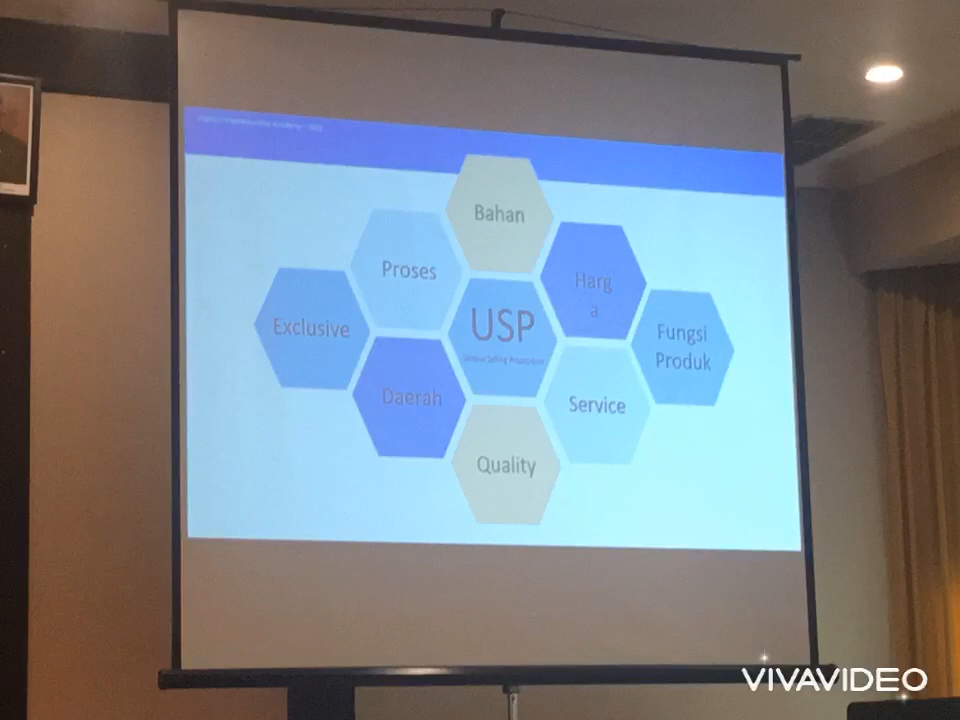 Bahan
Proses
Harg
a
Exclusive
USP
Unique Selling Proposition
Fungsi
Produk
Daerah
Service
Quality
VIVAVIDEO